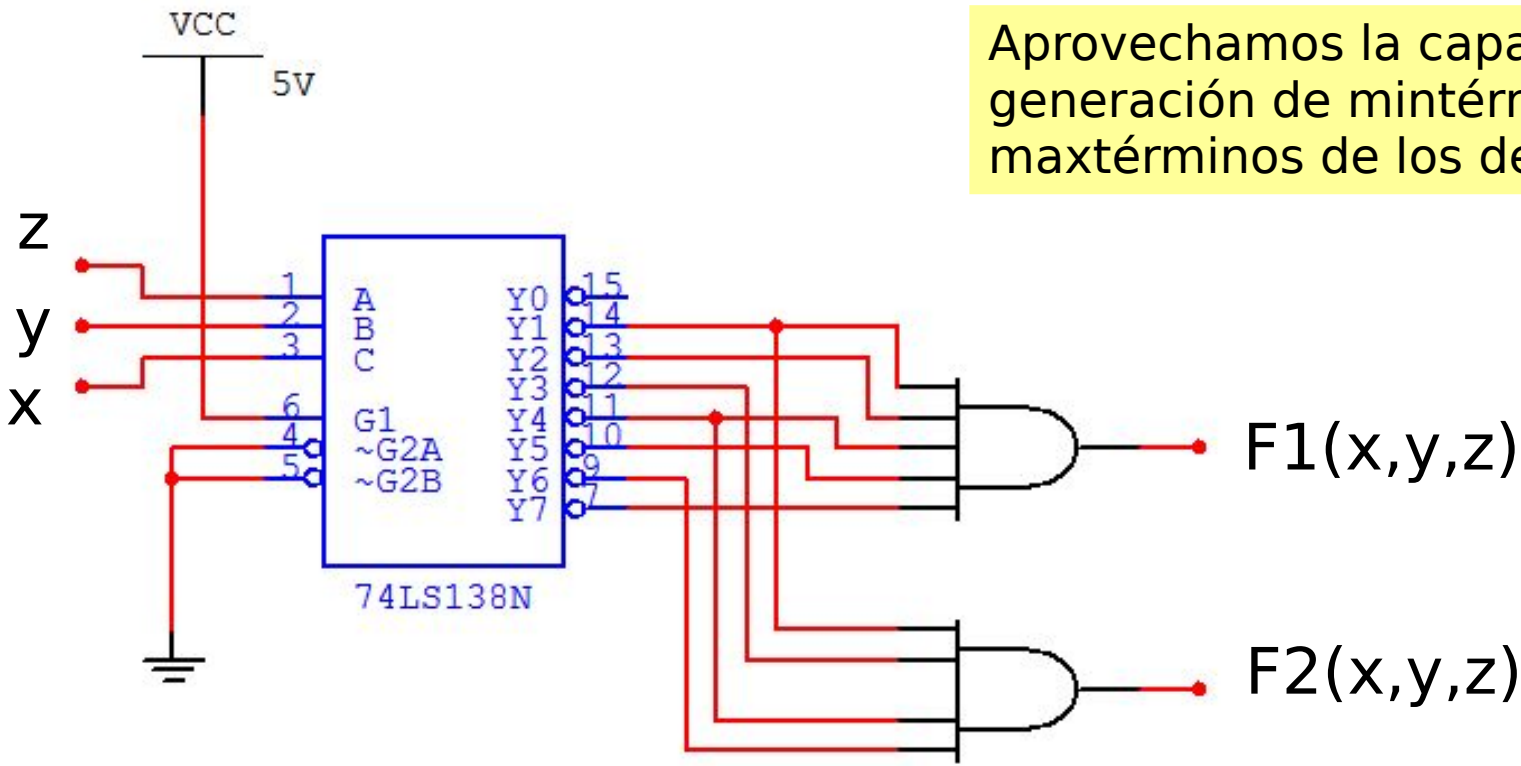 VCC
5V
Aprovechamos la capa
generación de mintérr
maxtérminos de los de
z
y
x
1 A Y0 15
2 B Y1 14
3 C Y2 13
Y3 12
6 G1 Y4 11
4 ~G2A Y5 10
5 ~G2B Y6 9
Y7 7
74LS138N
F1(x,y,z)
F2(x,y,z)